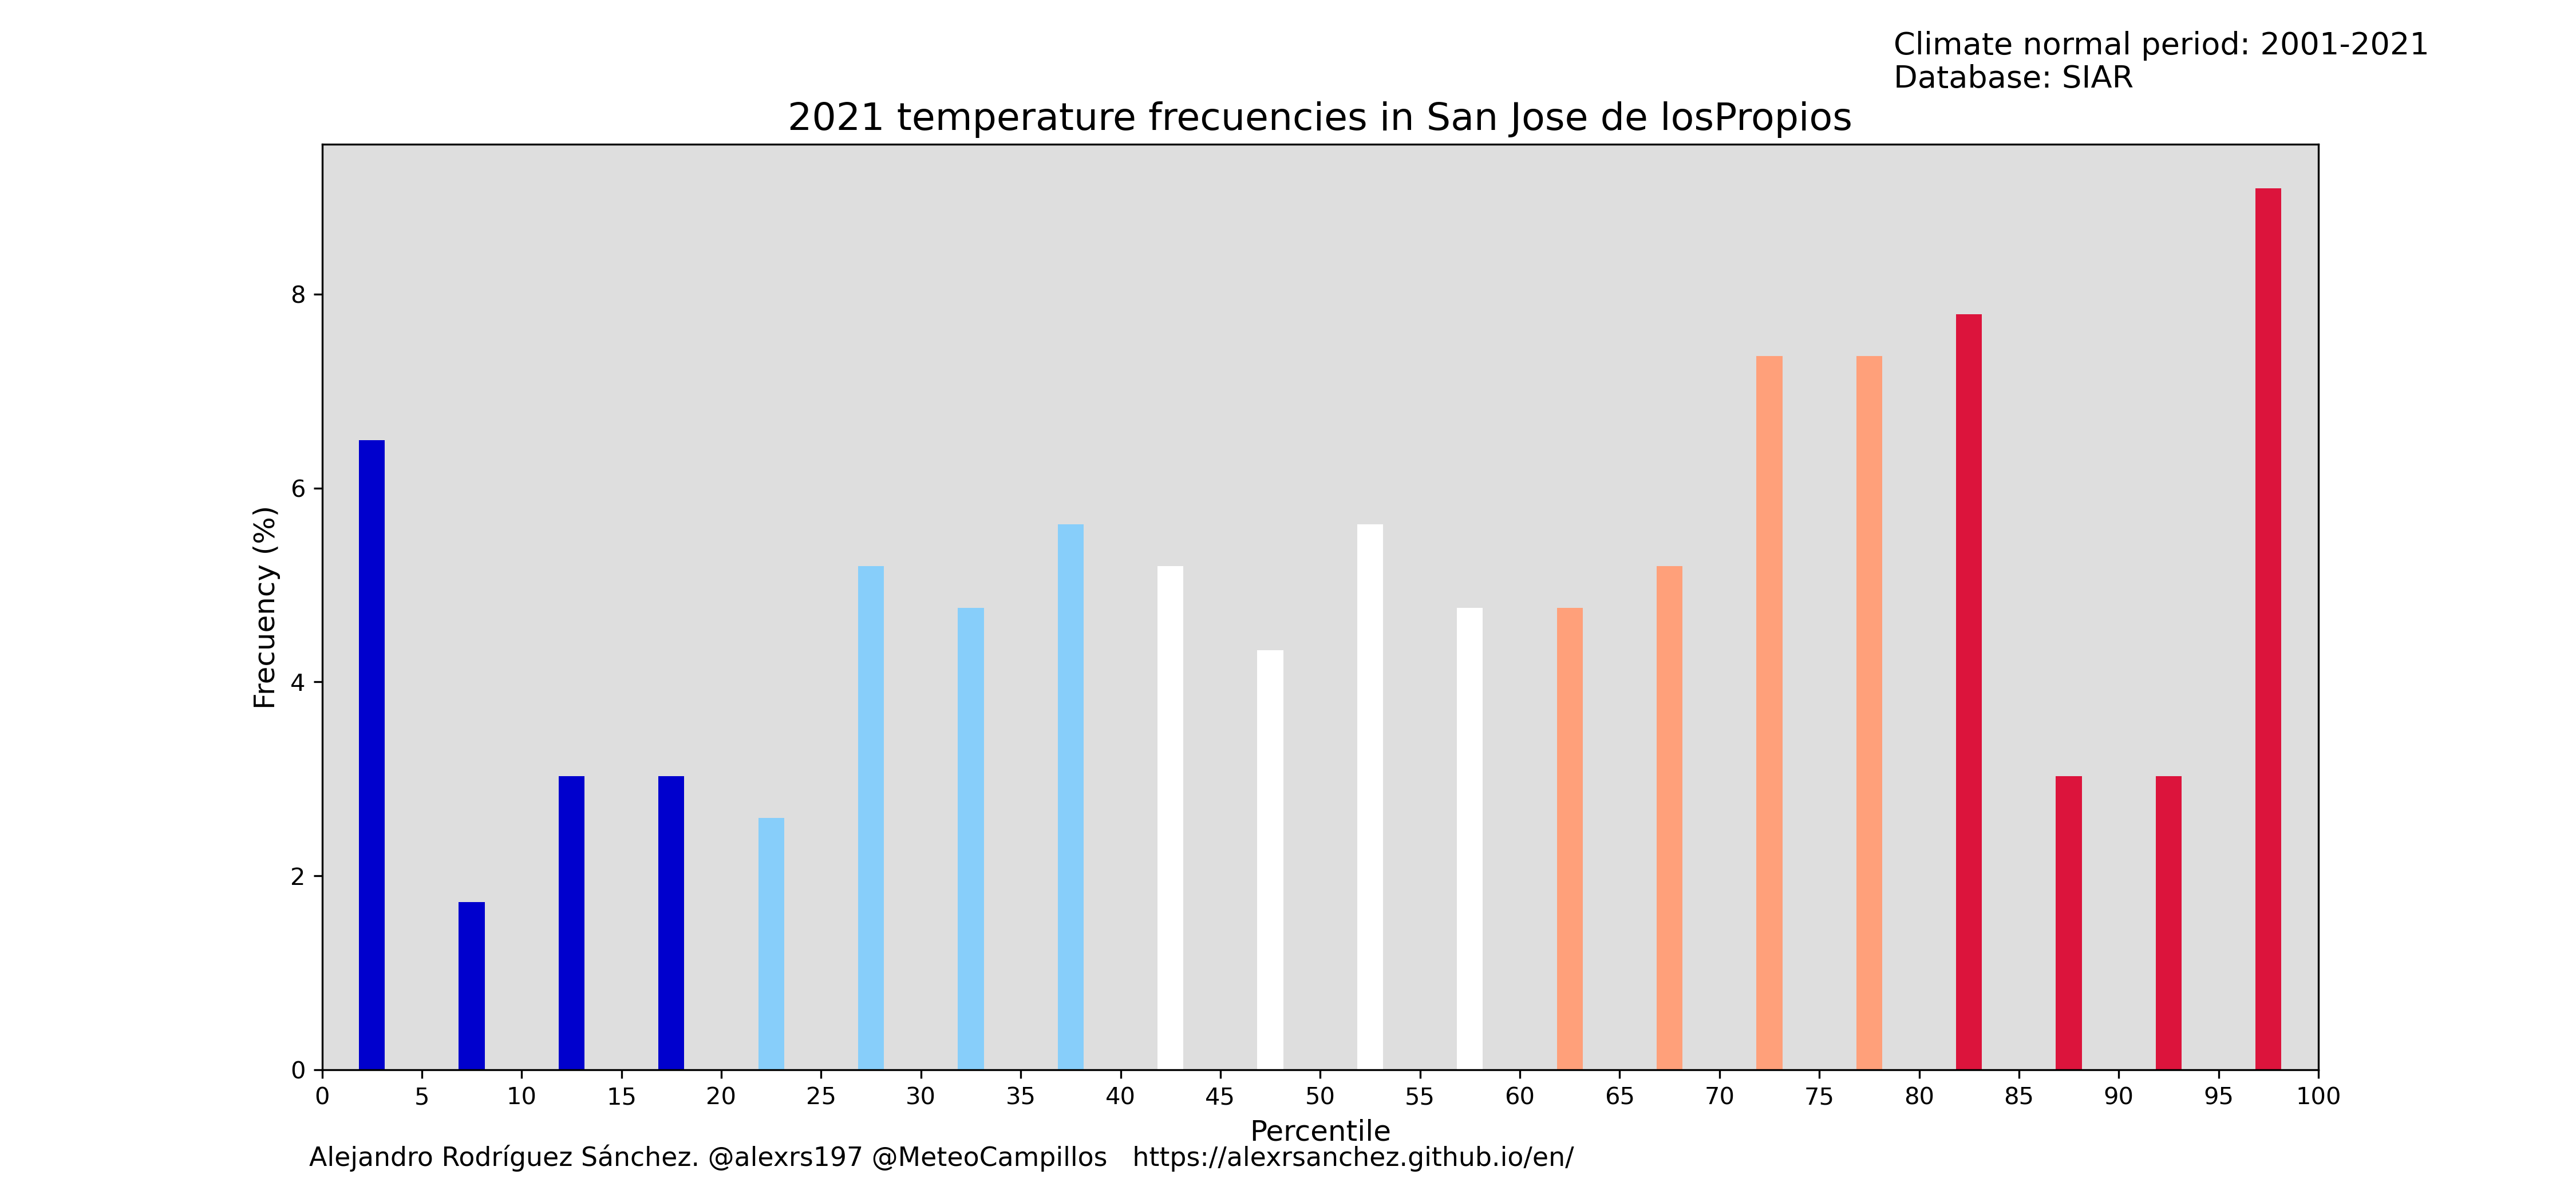 Climate normal period: 2001-2021
Database: SIAR
2021 temperature frecuencies in San Jose de losPropios
Frecuency (%)
8
6
4
2
0
0 5 10 15 20 25 30 35 40 45 50 55 60 65 70 75 80 85 90 95 100
Percentile
Alejandro Rodríguez Sánchez. @alexrs197 @MeteoCampillos https://alexrsanchez.github.io/en/